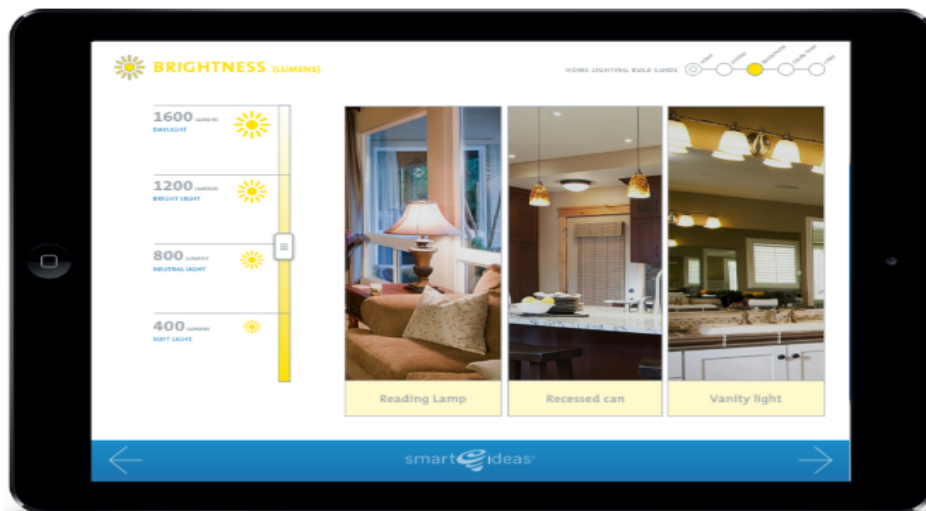 BRIGHTNESS (LUMENS)
HOME LIGHTING BULB GUIDE
BRIGHTNESS
1600 LUMENS
DAYLIGHT
1200 LUMENS
BRIGHT LIGHT
800 LUMENS
NEUTRAL LIGHT
400 LUMENS
SOFT LIGHT
Reading Lamp
Recessed can
Vanity light
smart ideas